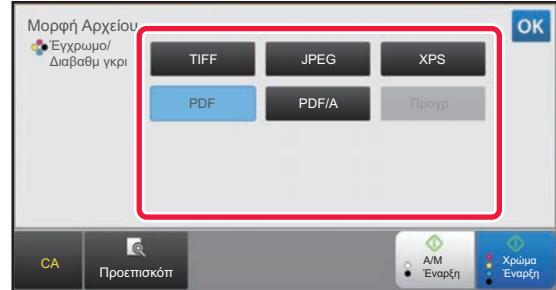 Μορφή Αρχείου
OK
Έγχρωμο/
Διαβαθμ γκρι
TIFF
JPEG
XPS
PDF
PDF/A
Προγρ.
CA
Προεπισκόπ
Α/Μ
Έναρξη
Χρώμα
Έναρξη